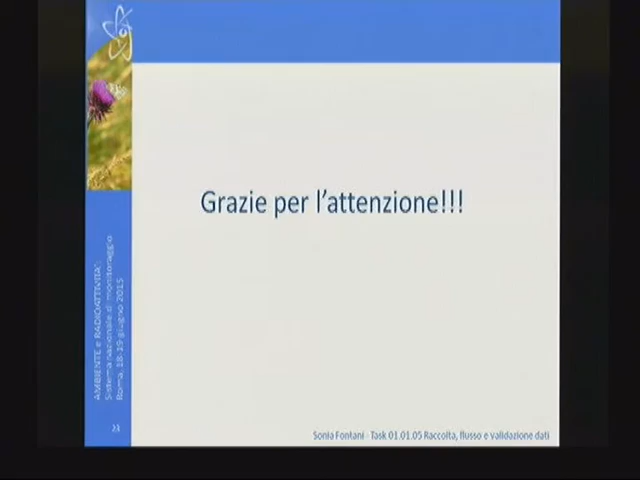 Grazie per l'attenzione!!!
AMBIENTE e RADIOATTIVITA':
Sistema nazionale di monitoraggio
Roma, 18-19 giugno 2015
Sonia Fontani - Task 01.01.05 Raccolta, flusso e validazione dati